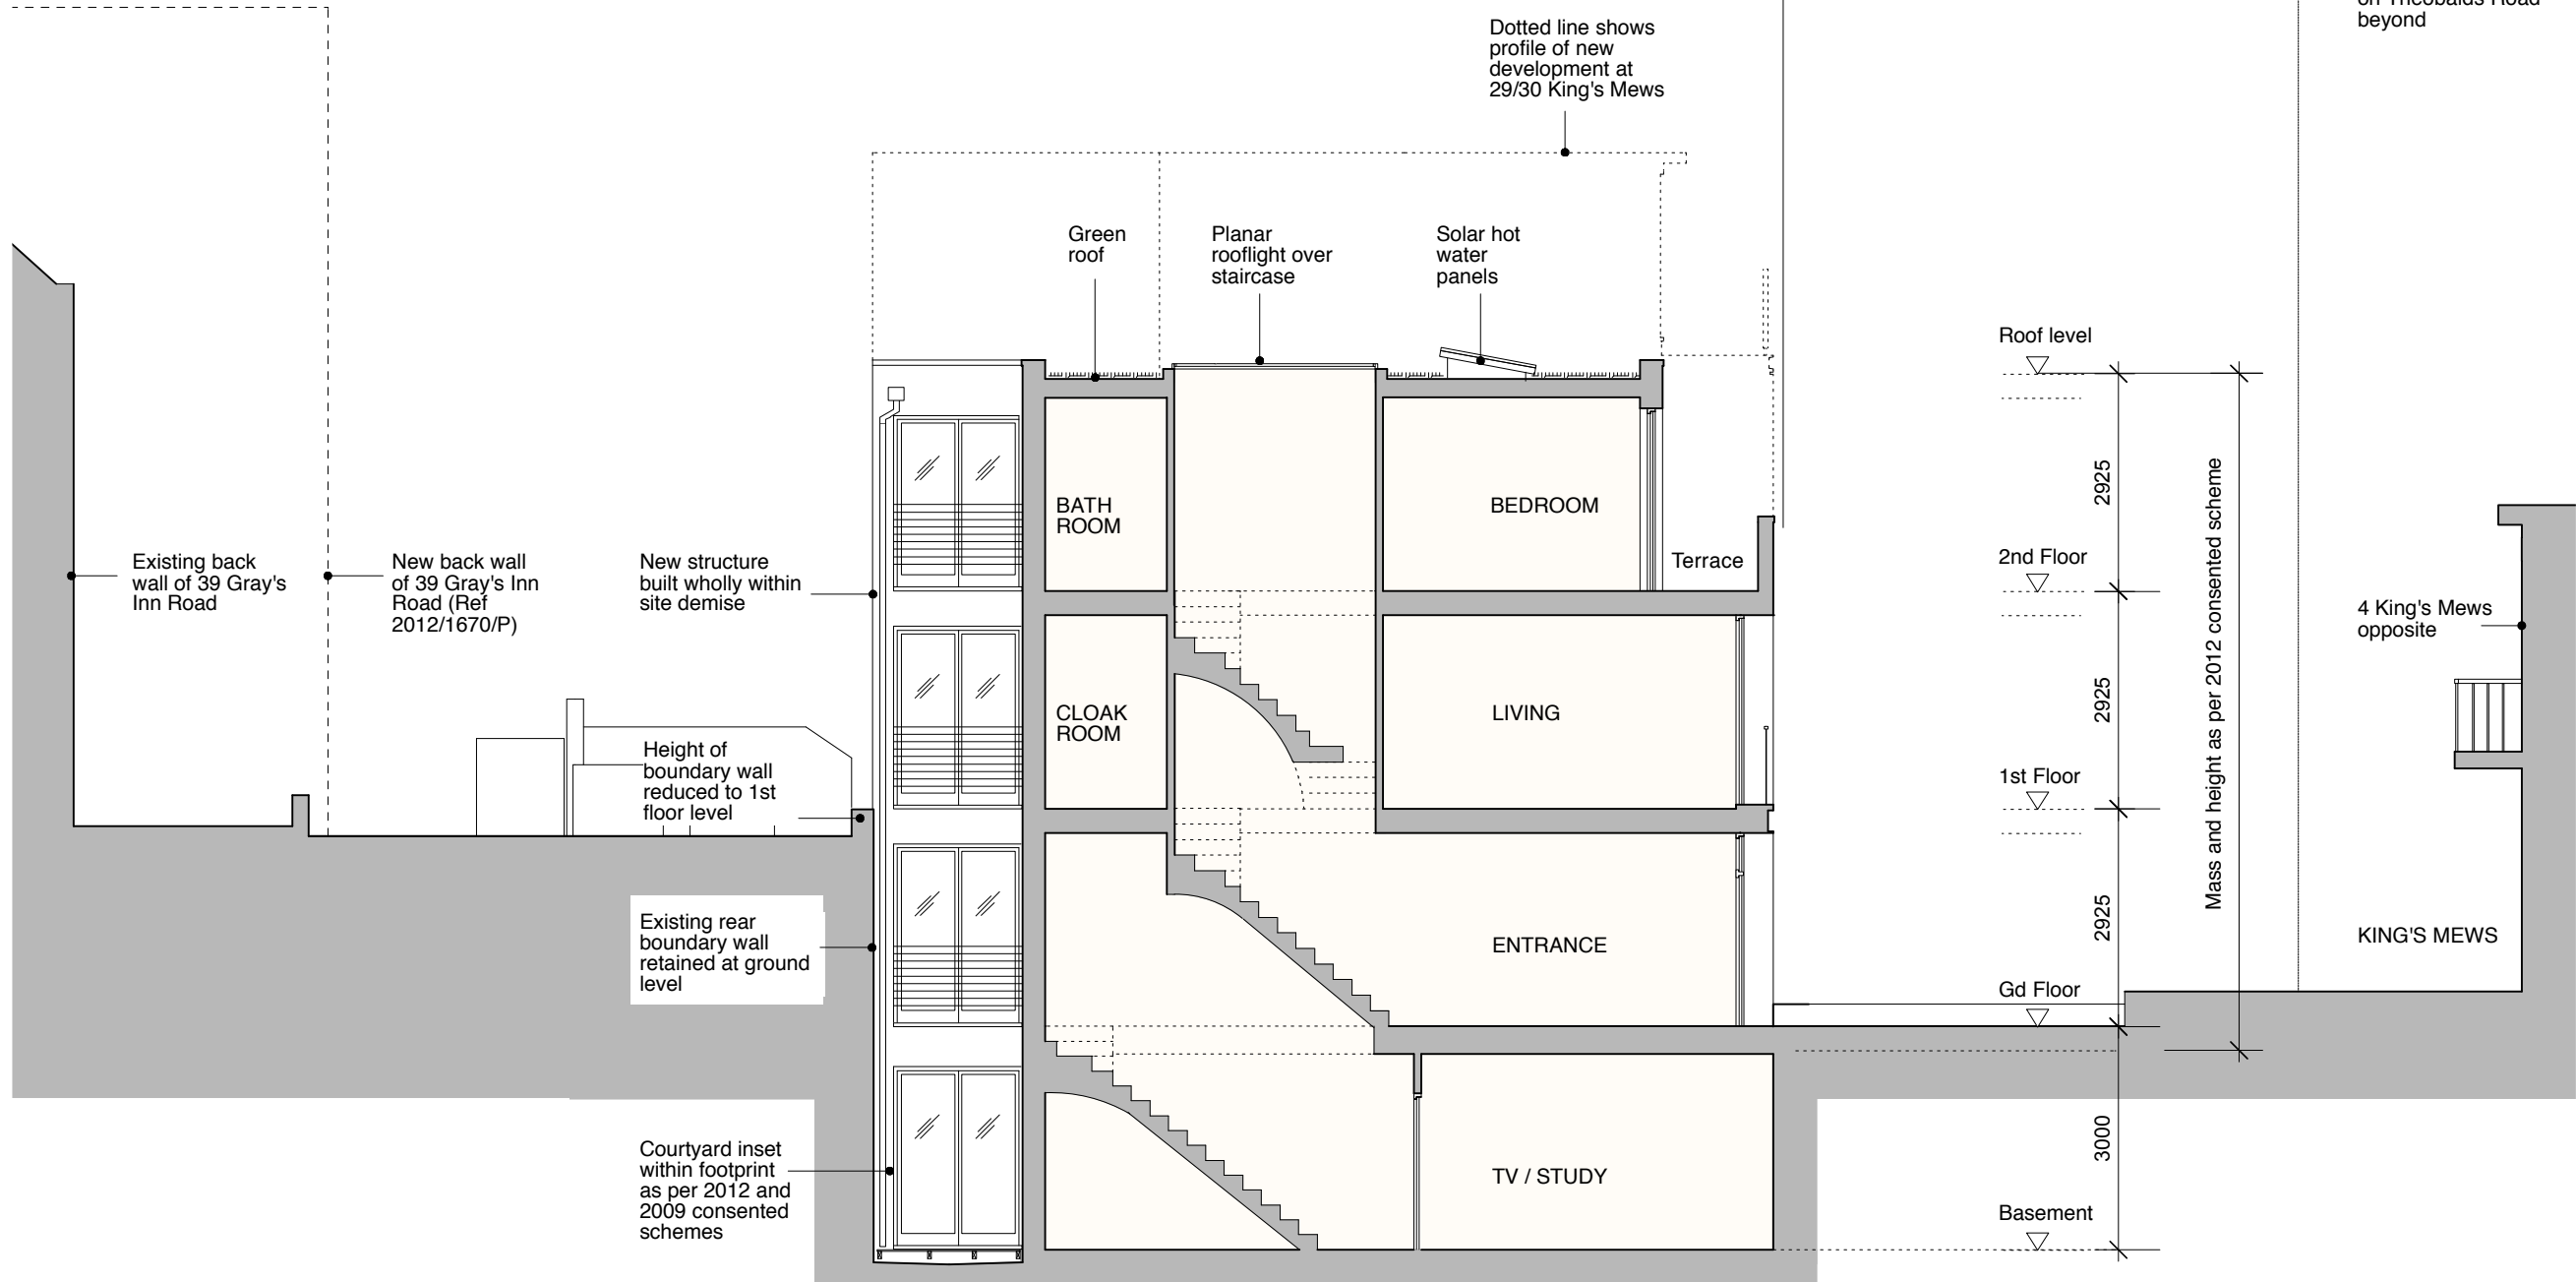 on Theobalds Road
beyond
Dotted line shows
profile of new
development at
29/30 King's Mews
Green
roof
Planar
rooflight over
staircase
Solar hot
water
panels
Roof level
2925
BATH
ROOM
BEDROOM
Terrace
2nd Floor
Existing back
wall of 39 Gray's
Inn Road
New back wall
of 39 Gray's Inn
Road (Ref
2012/1670/P)
New structure
built wholly within
site demise
4 King's Mews
opposite
Mass and height as per 2012 consented scheme
CLOAK
ROOM
LIVING
2925
Height of
boundary wall
reduced to 1st
floor level
1st Floor
Existing rear
boundary wall
retained at ground
level
ENTRANCE
2925
KING'S MEWS
Gd Floor
Courtyard inset
within footprint
as per 2012 and
2009 consented
schemes
TV / STUDY
3000
Basement